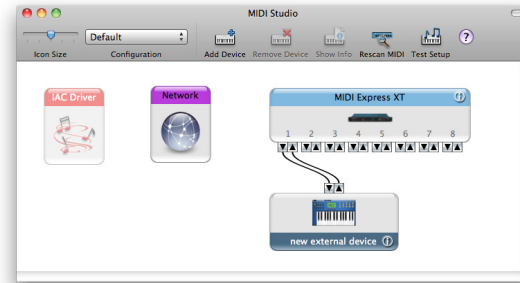 MIDI Studio
Default
Icon Size
Configuration
Add Device
Remove Device
Show Info
Rescan MIDI
Test Setup
?
IAC Driver
Network
MIDI Express XT
1 2 3 4 5 6 7 8
new external device